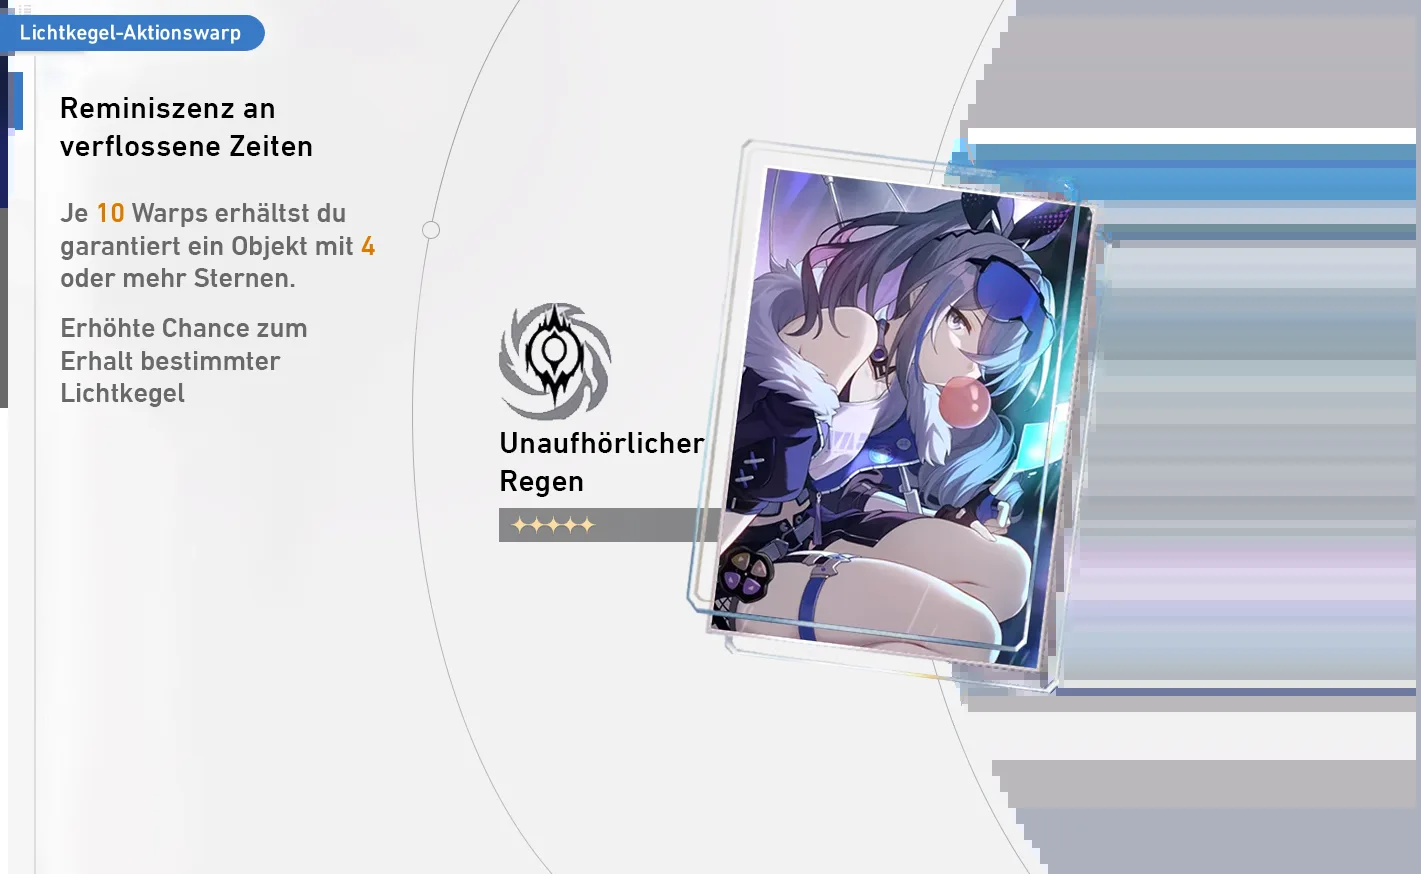 Lichtkegel-Aktionswarp
Reminiszenz an
verflossene Zeiten
Je 10 Warps erhältst du
garantiert ein Objekt mit 4
oder mehr Sternen.
Erhöhte Chance zum
Erhalt bestimmter
Lichtkegel
Unaufhörlicher
Regen